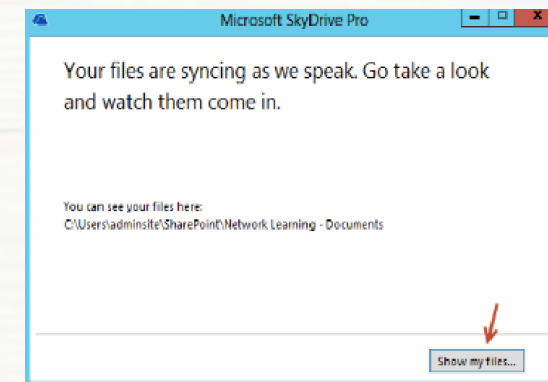 Microsoft SkyDrive Pro
Your files are syncing as we speak. Go take a look
and watch them come in.
You can see your files here:
C:\Users\adminsite\SharePoint\Network Learning - Documents
Show my files...